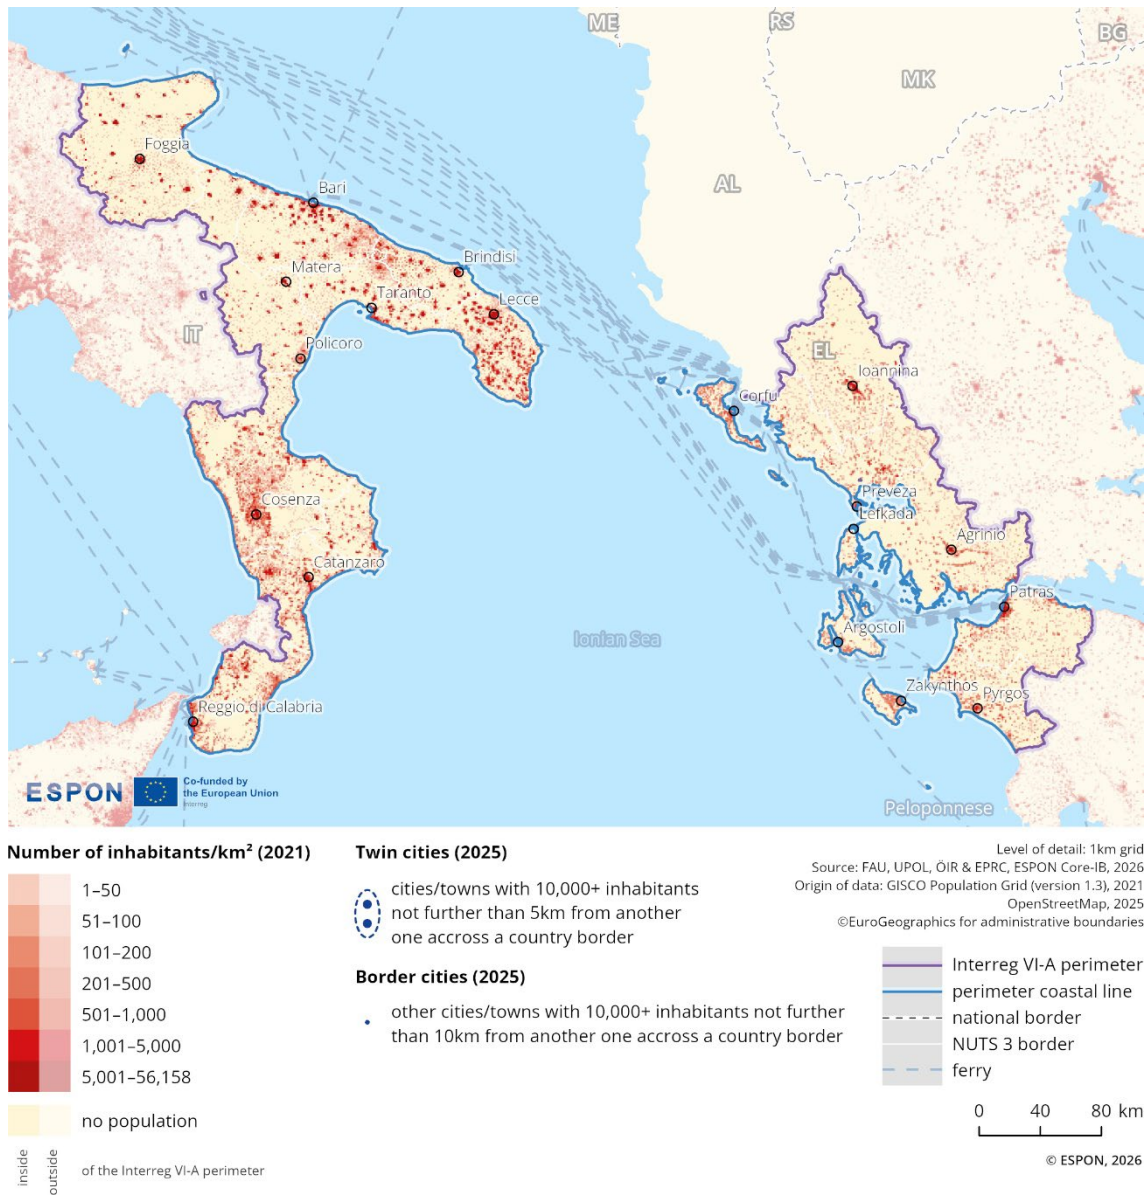 ME
RS
BG
MK
Foggia
AL
Bari
Brindisi
Matera
Taranto
Lecce
IT
Policoro
EL
Ioannina
Corfu
Cosenza
Preveza
Lefkada
Agrinio
Catanzaro
Patras
Ionian Sea
Argostoli
Zakynthos
Pyrgos
Reggio di Calabria
Peloponnese
ESPON
Co-funded by
the European Union
Interreg
Number of inhabitants/km² (2021)
1–50
51–100
101–200
201–500
501–1,000
1,001–5,000
5,001–56,158
no population
inside
outside
of the Interreg VI-A perimeter
Twin cities (2025)
cities/towns with 10,000+ inhabitants
not further than 5km from another
one accross a country border
Border cities (2025)
other cities/towns with 10,000+ inhabitants not further
than 10km from another one accross a country border
Level of detail: 1km grid
Source: FAU, UPOL, ÖIR & EPRC, ESPON Core-IB, 2026
Origin of data: GISCO Population Grid (version 1.3), 2021
OpenStreetMap, 2025
©EuroGeographics for administrative boundaries
Interreg VI-A perimeter
perimeter coastal line
national border
NUTS 3 border
ferry
0 40 80 km
© ESPON, 2026